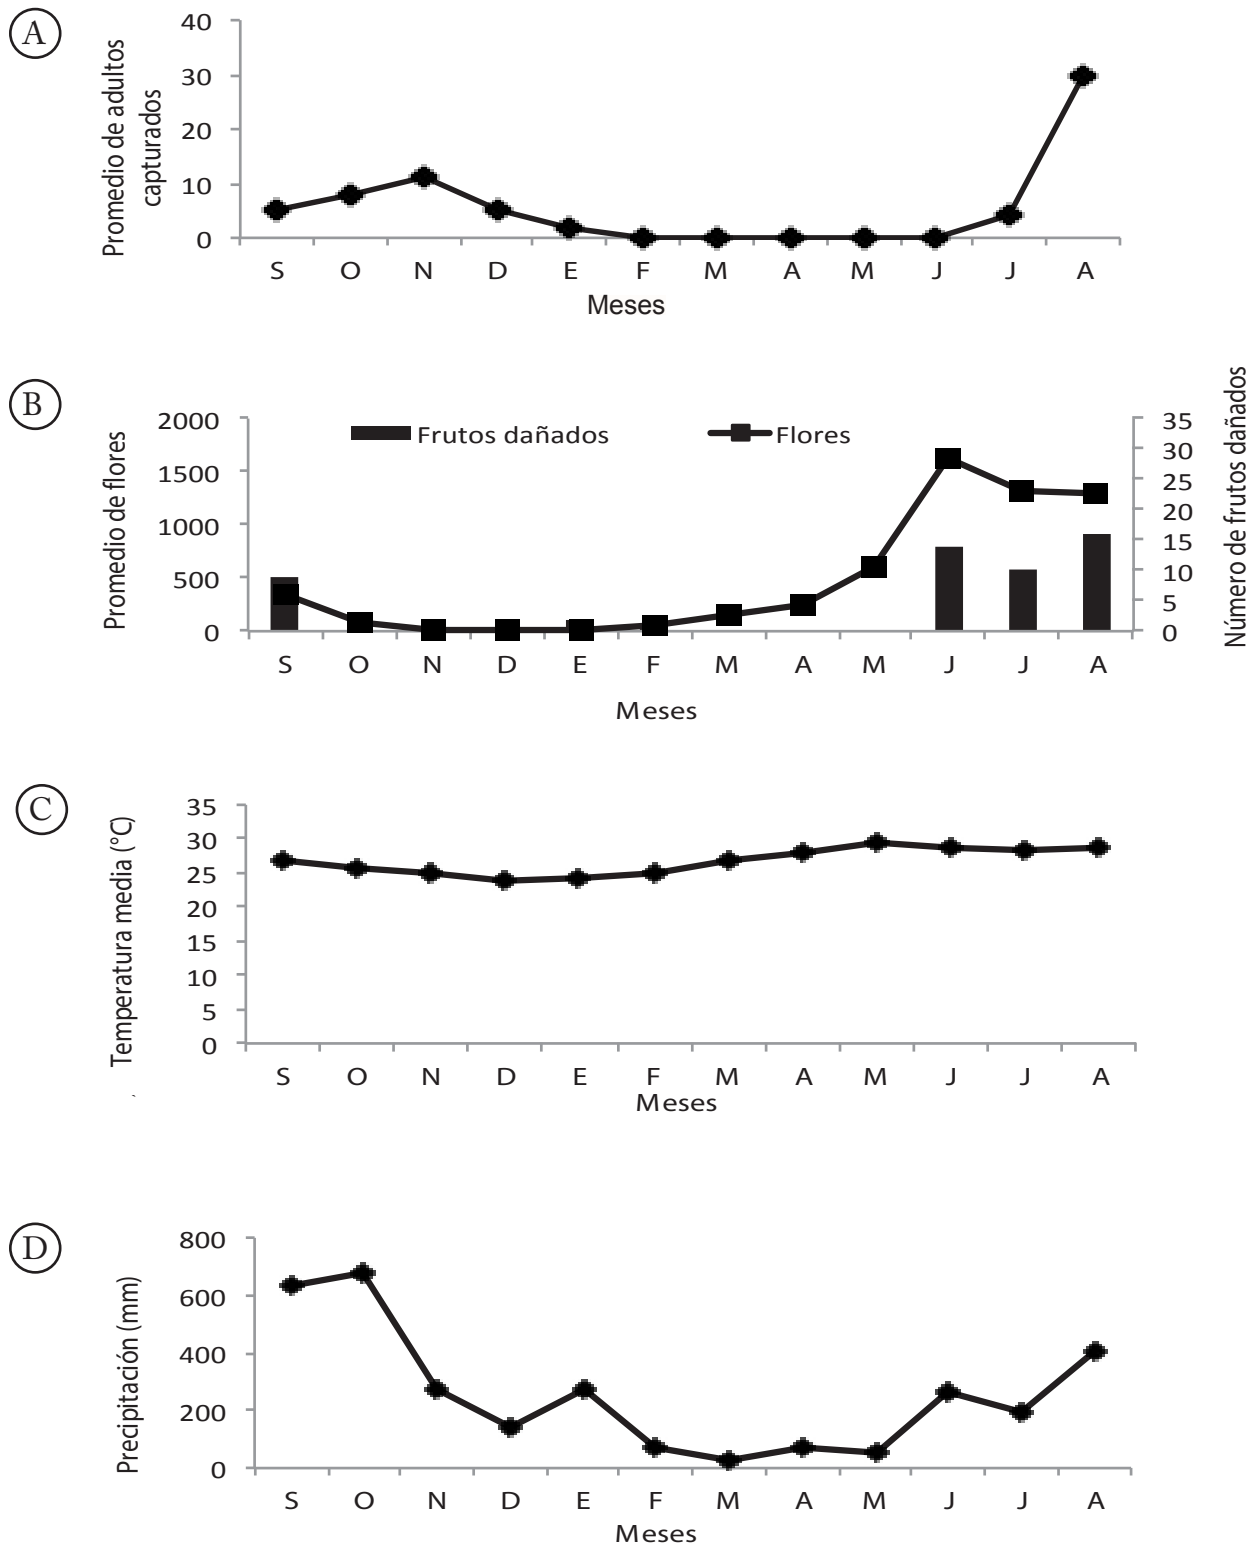 A
Promedio de adultos
capturados
40
30
20
10
0
S O N D E F M A M J J A
Meses
B
Promedio de flores
2000
1500
1000
500
0
Frutos dañados
Flores
35
30
25
20
15
10
5
0
Número de frutos dañados
S O N D E F M A M J J A
Meses
C
Temperatura media (°C)
35
30
25
20
15
10
5
0
S O N D E F M A M J J A
Meses
D
Precipitación (mm)
800
600
400
200
0
S O N D E F M A M J J A
Meses